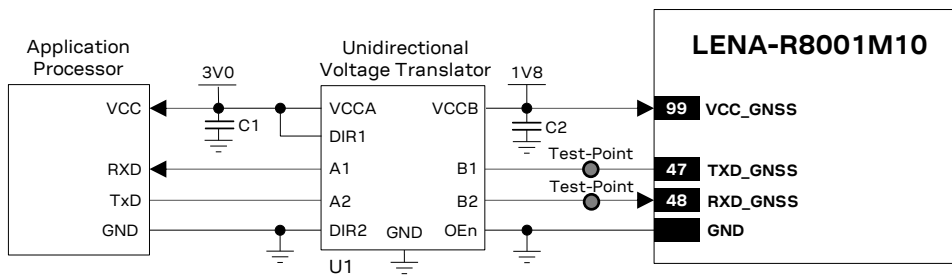 Application
Processor
Unidirectional
Voltage Translator
LENA-R8001M10
3V0
1V8
VCC
VCCA
VCCB
99 VCC_GNSS
C1
C2
DIR1
Test-Point
RXD
A1
B1
47 TXD_GNSS
Test-Point
TxD
A2
B2
48 RXD_GNSS
GND
DIR2
GND
OEn
GND
U1